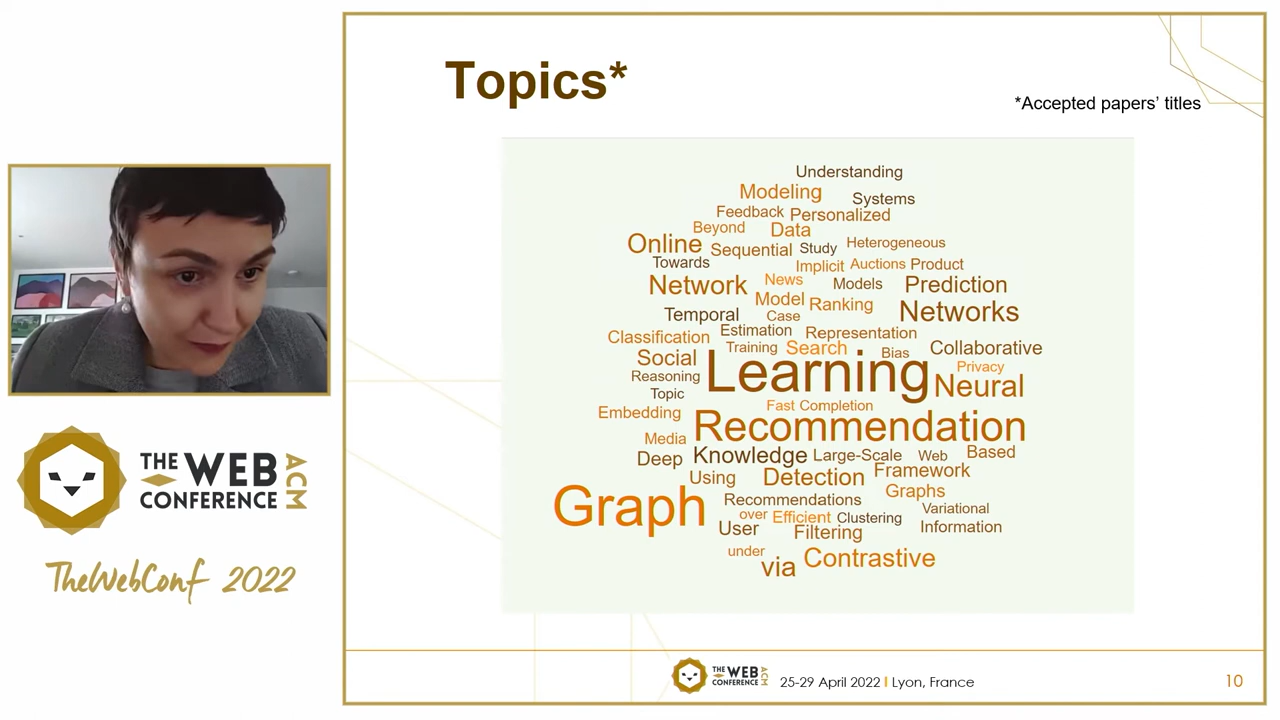 Topics*
*Accepted papers' titles
Understanding
Modeling
Systems
Feedback Personalized
Beyond Data
Online Sequential Study Heterogeneous
Towards Implicit Auctions Product
Network News Models Prediction
Model Ranking
Temporal Case Networks
Classification Estimation Representation
Training Search Bias Collaborative
Social
Reasoning Learning Privacy
Neural
Topic
Embedding Fast Completion
Media Recommendation
Deep Knowledge Large-Scale Web Based
Using Detection Framework
Graph Recommendations Graphs
over Efficient Clustering Variational
User Filtering Information
under
via Contrastive
THE WEB CONFERENCE ACM
TheWebConf 2022
THE WEB CONFERENCE ACM
25-29 April 2022 I Lyon, France
10